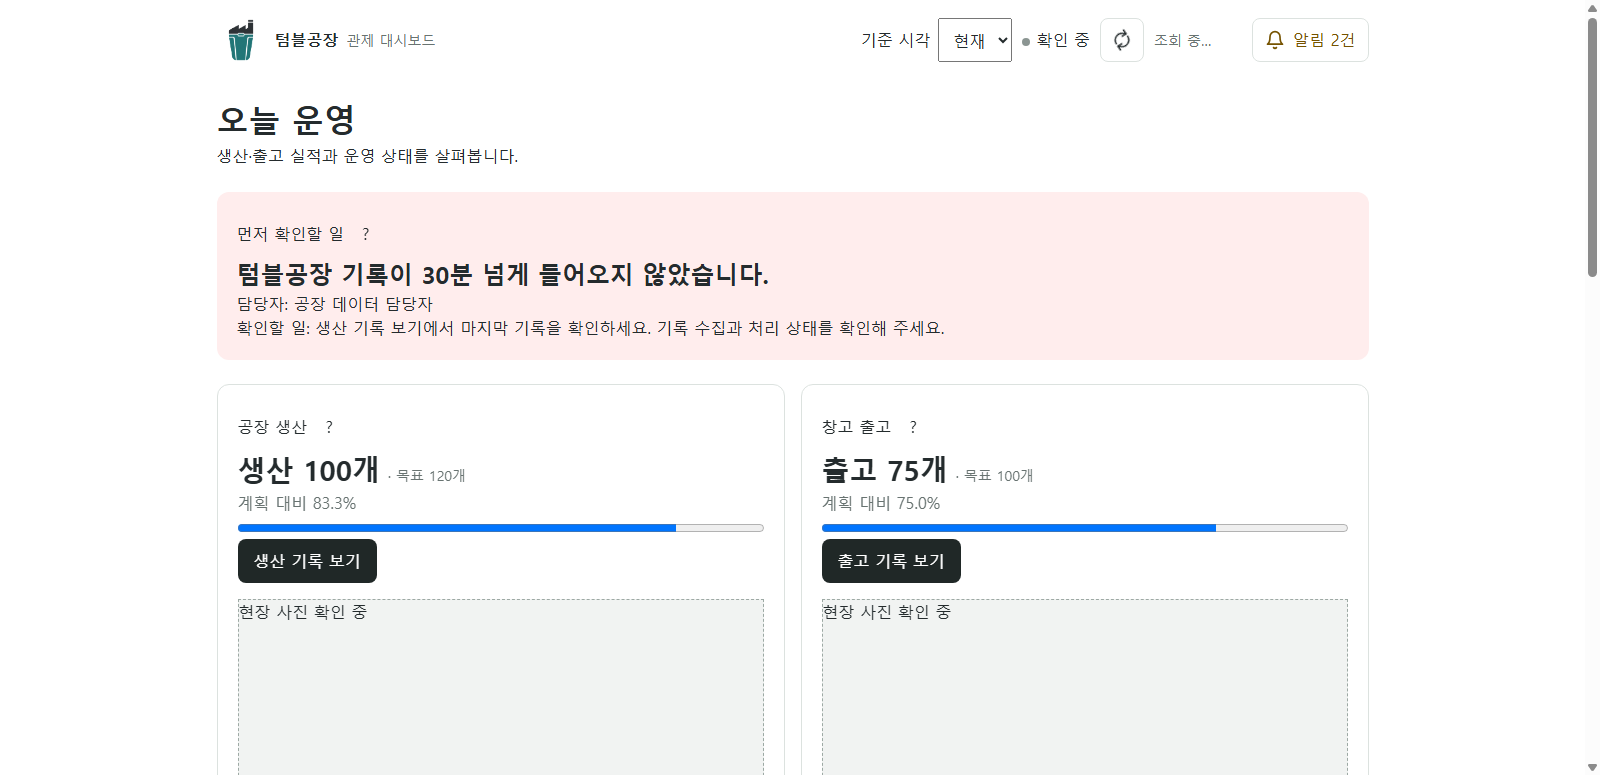 텀블공장 관제 대시보드
기준 시각 현재 확인 중 조회 중... 알림 2건
오늘 운영
생산·출고 실적과 운영 상태를 살펴봅니다.
먼저 확인할 일 ?
텀블공장 기록이 30분 넘게 들어오지 않았습니다.
담당자: 공장 데이터 담당자
확인할 일: 생산 기록 보기에서 마지막 기록을 확인하세요. 기록 수집과 처리 상태를 확인해 주세요.
공장 생산 ?
생산 100개 · 목표 120개
계획 대비 83.3%
생산 기록 보기
현장 사진 확인 중
창고 출고 ?
출고 75개 · 목표 100개
계획 대비 75.0%
출고 기록 보기
현장 사진 확인 중